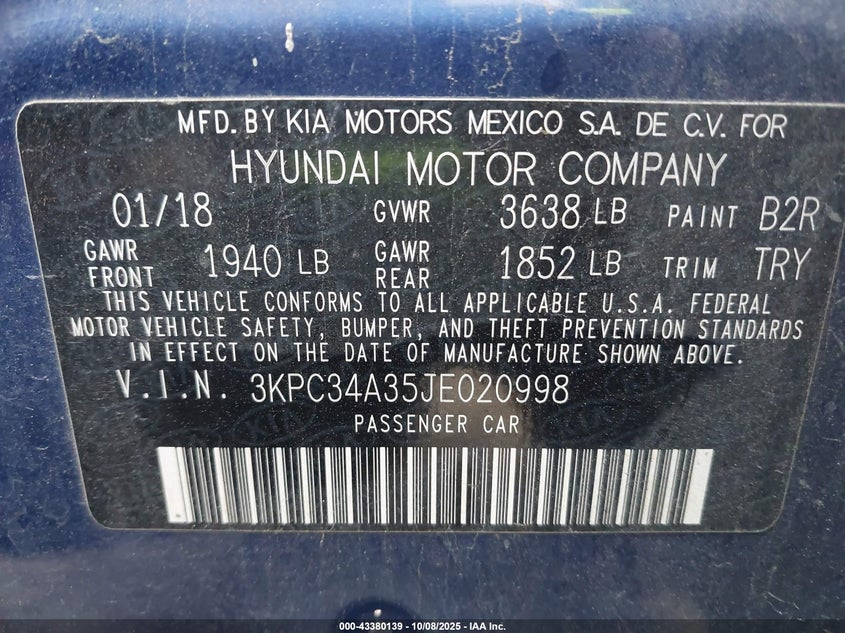 MFD. BY KIA MOTORS MEXICO S.A. DE C.V. FOR
HYUNDAI MOTOR COMPANY
01/18 GVWR 3638 LB PAINT B2R
GAWR FRONT 1940 LB GAWR REAR 1852 LB TRIM TRY
THIS VEHICLE CONFORMS TO ALL APPLICABLE U.S.A. FEDERAL
MOTOR VEHICLE SAFETY, BUMPER, AND THEFT PREVENTION STANDARDS
IN EFFECT ON THE DATE OF MANUFACTURE SHOWN ABOVE.
V.I.N. 3KPC34A35JE020998
PASSENGER CAR
000-43380139 - 10/08/2025 - IAA Inc.